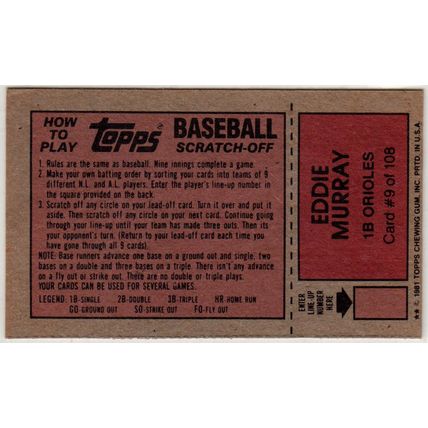 HOW TO PLAY
Topps BASEBALL
SCRATCH-OFF
1. Rules are the same as baseball. Nine innings complete a game.
2. Make your own batting order by sorting your cards into teams of 9
different N.L. and A.L. players. Enter the player's line-up number
in the square provided on the back.
3. Scratch off any circle on your lead-off card. Turn it over and put it
aside. Then scratch off any circle on your next card. Continue going
through your line-up until your team has made three outs. Then its
your opponent's turn. (Return to your lead-off card each time you
have gone through all 9 cards).
NOTE: Base runners advance one base on a ground out and single, two
bases on a double and three bases on a triple. There isn't any advance
on a fly out or strike out. There are no double plays or steals.
YOUR CARDS CAN BE USED FOR SEVERAL GAMES.
LEGEND: 1B-SINGLE 2B-DOUBLE 3B-TRIPLE HR-HOME RUN
GO-GROUND OUT SO-STRIKE OUT FO-FLY OUT
EDDIE
MURRAY
1B ORIOLES
Card #9 of 108
ENTER
LINE-UP
NUMBER
HERE
** © 1981 TOPPS CHEWING GUM, INC. PRTD. IN U.S.A.